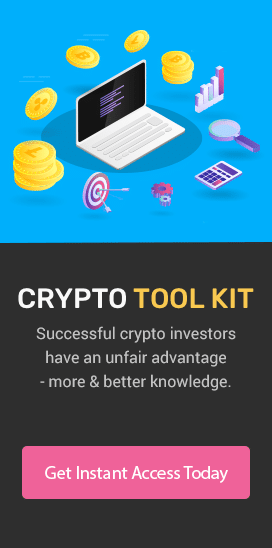 CRYPTO TOOL KIT
Successful crypto investors
have an unfair advantage
- more & better knowledge.
Get Instant Access Today